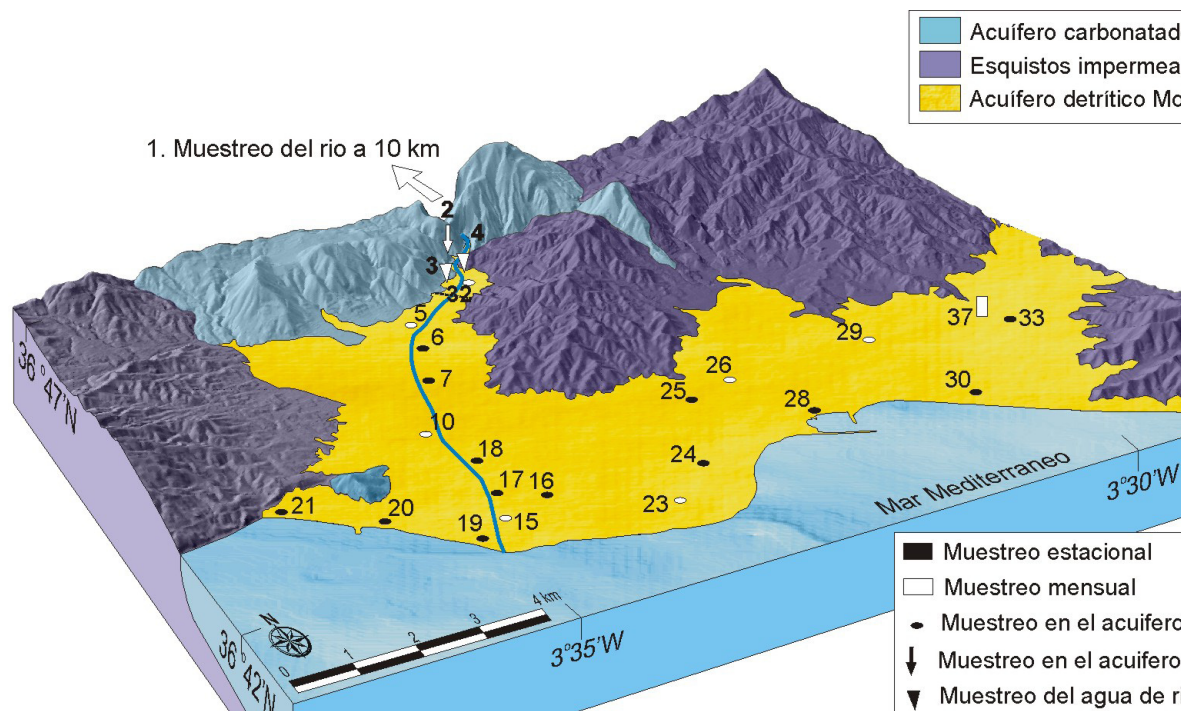 Acuífero carbonatad
Esquistos impermea
Acuífero detrítico Mo
1. Muestreo del rio a 10 km
2
4
3
32
5
6
7
10
18
17
16
15
19
20
21
23
24
25
26
28
29
30
37
33
36°47'N
36°42'N
3°35'W
3°30'W
Mar Mediterraneo
N
0
1
2
3
4 km
Muestreo estacional
Muestreo mensual
Muestreo en el acuifero
Muestreo en el acuifero
Muestreo del agua de r